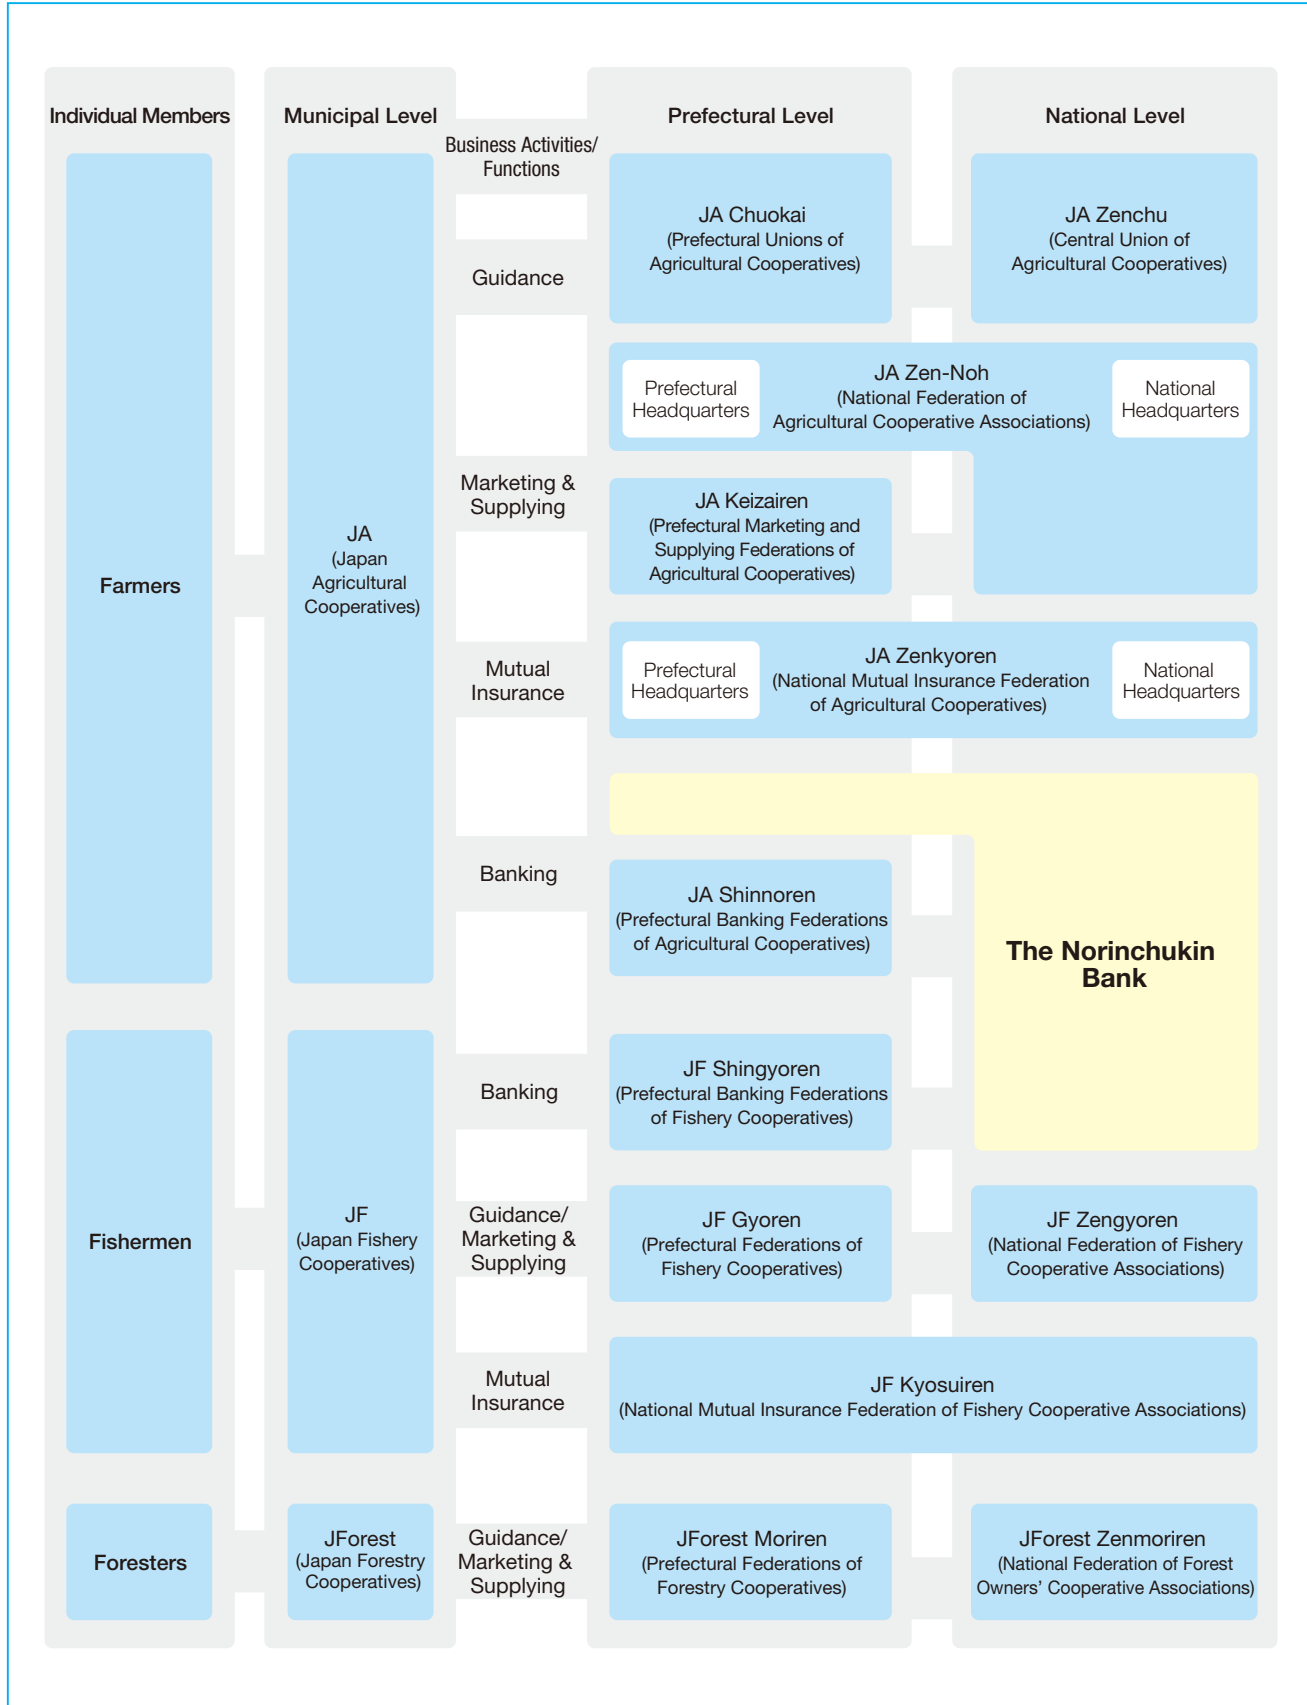 Individual Members
Municipal Level
Prefectural Level
National Level
Business Activities/
Functions
Farmers
JA
(Japan
Agricultural
Cooperatives)
Guidance
JA Chuokai
(Prefectural Unions of
Agricultural Cooperatives)
JA Zenchu
(Central Union of
Agricultural Cooperatives)
Marketing &
Supplying
Prefectural
Headquarters
JA Zen-Noh
(National Federation of
Agricultural Cooperative Associations)
National
Headquarters
JA Keizairen
(Prefectural Marketing and
Supplying Federations of
Agricultural Cooperatives)
Mutual
Insurance
Prefectural
Headquarters
JA Zenkyoren
(National Mutual Insurance Federation
of Agricultural Cooperatives)
National
Headquarters
Banking
JA Shinnoren
(Prefectural Banking Federations
of Agricultural Cooperatives)
The Norinchukin
Bank
Fishermen
JF
(Japan Fishery
Cooperatives)
Banking
JF Shingyoren
(Prefectural Banking Federations
of Fishery Cooperatives)
Guidance/
Marketing &
Supplying
JF Gyoren
(Prefectural Federations of
Fishery Cooperatives)
JF Zengyoren
(National Federation of Fishery
Cooperative Associations)
Mutual
Insurance
JF Kyosuiren
(National Mutual Insurance Federation of Fishery Cooperative Associations)
Foresters
JForest
(Japan Forestry
Cooperatives)
Guidance/
Marketing &
Supplying
JForest Moriren
(Prefectural Federations of
Forestry Cooperatives)
JForest Zenmoriren
(National Federation of Forest
Owners’ Cooperative Associations)